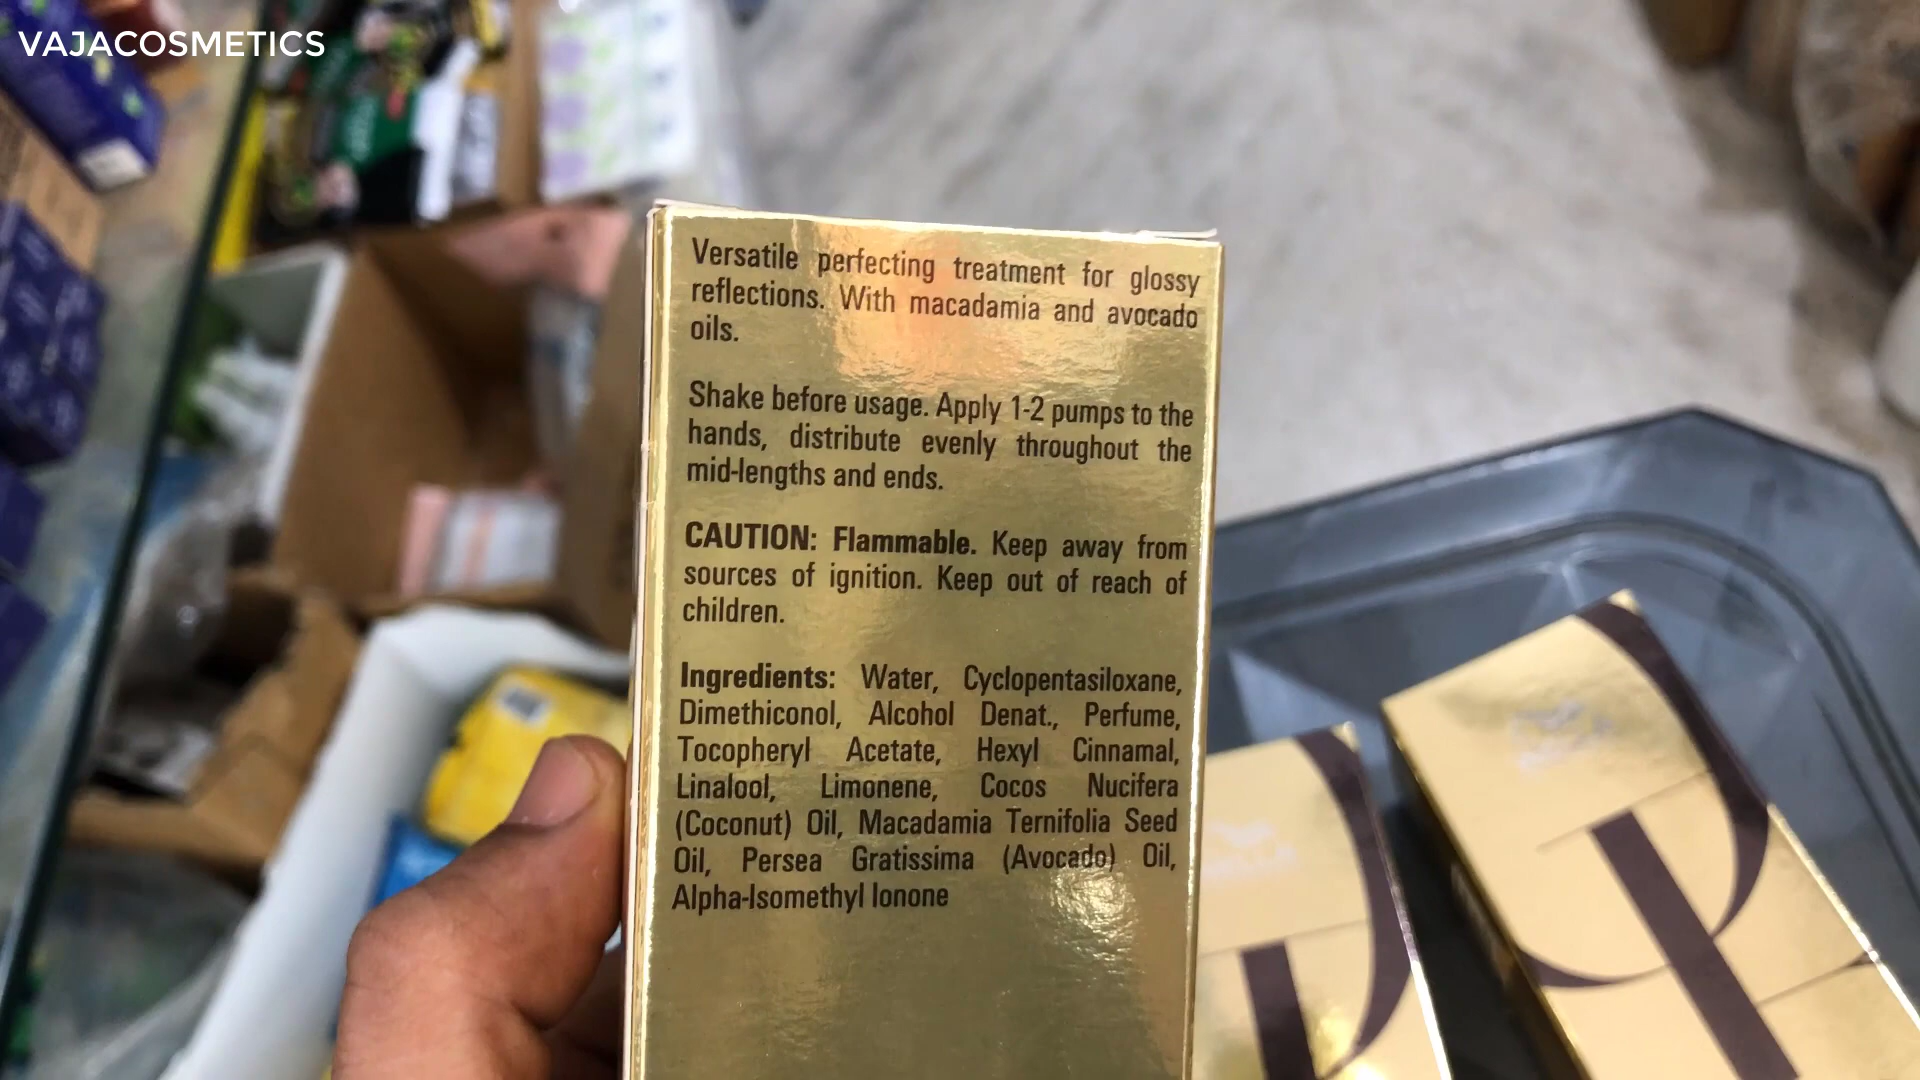 VAJACOSMETICS
Versatile perfecting treatment for glossy
reflections. With macadamia and avocado
oils.
Shake before usage. Apply 1-2 pumps to the
hands, distribute evenly throughout the
mid-lengths and ends.
CAUTION: Flammable. Keep away from
sources of ignition. Keep out of reach of
children.
Ingredients: Water, Cyclopentasiloxane,
Dimethiconol, Alcohol Denat., Perfume,
Tocopheryl Acetate, Hexyl Cinnamal,
Linalool, Limonene, Cocos Nucifera
(Coconut) Oil, Macadamia Ternifolia Seed
Oil, Persea Gratissima (Avocado) Oil,
Alpha-Isomethyl Ionone